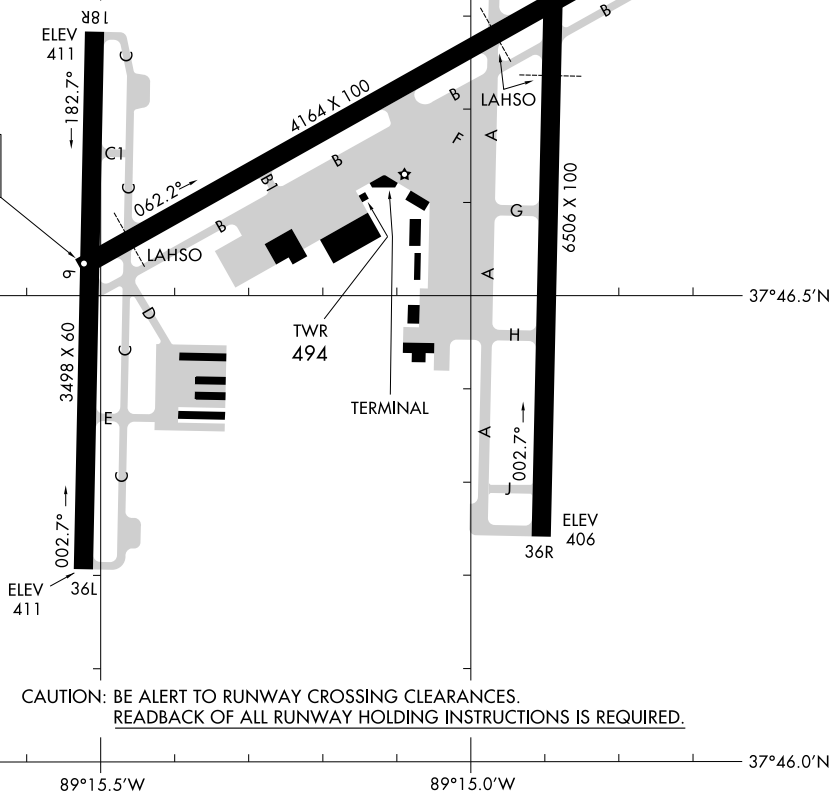 18R
ELEV
411
182.7°
C
C1
C
4164 X 100
B
B
LAHSO
F
A
B
B1
062.2°
B
G
6506 X 100
LAHSO
6
A
37°46.5'N
D
3498 X 60
C
TWR
494
H
TERMINAL
E
A
002.7°
C
J
002.7°
ELEV
406
36R
36L
ELEV
411
CAUTION: BE ALERT TO RUNWAY CROSSING CLEARANCES.
READBACK OF ALL RUNWAY HOLDING INSTRUCTIONS IS REQUIRED.
37°46.0'N
89°15.5'W
89°15.0'W